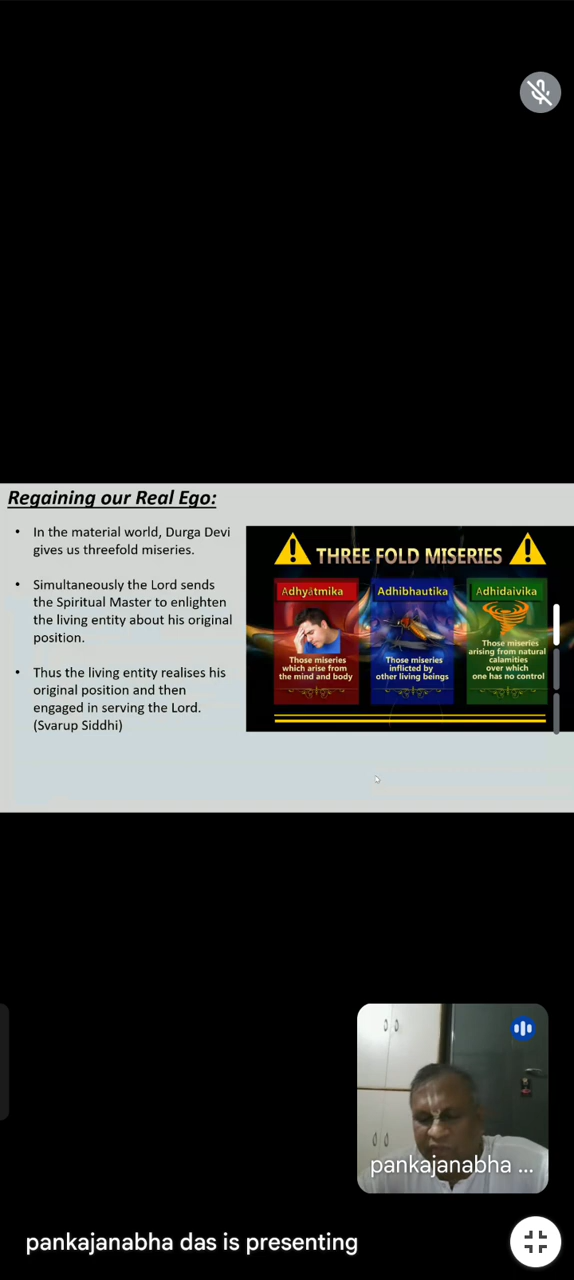 Regaining our Real Ego:
• In the material world, Durga Devi
gives us threefold miseries.
• Simultaneously the Lord sends
the Spiritual Master to enlighten
the living entity about his original
position.
• Thus the living entity realises his
original position and then
engaged in serving the Lord.
(Svarup Siddhi)
THREE FOLD MISERIES
Adhyàtmika
Those miseries
which arise from
the mind and body
Adhibhautika
Those miseries
inflicted by
other living beings
Adhidaivika
Those miseries
arising from natural
calamities
over which
one has no control
pankajanabha ...
pankajanabha das is presenting